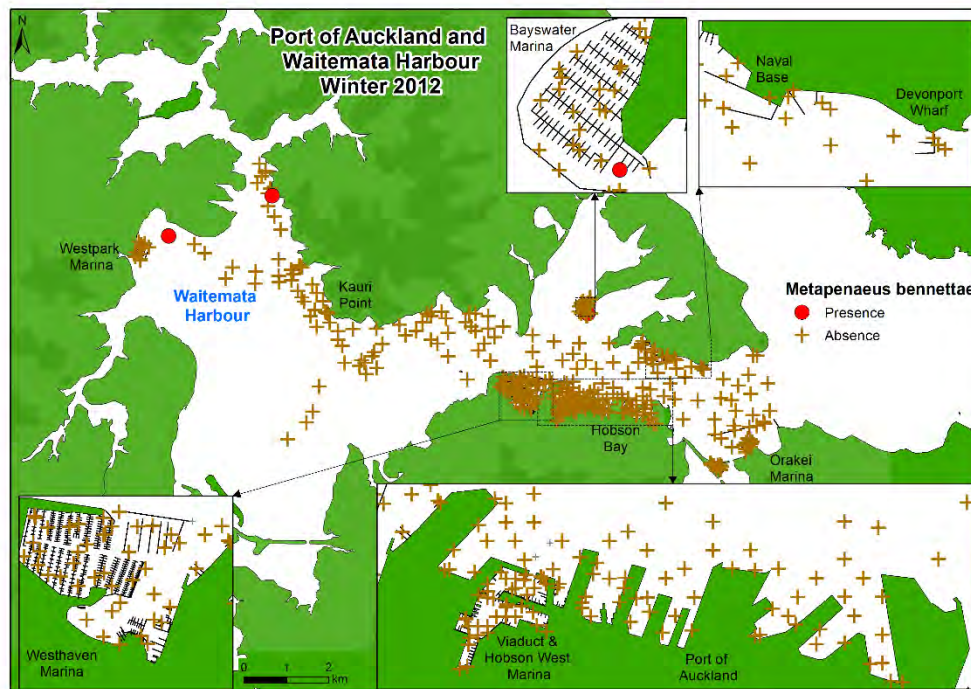 N
Port of Auckland and
Waitemata Harbour
Winter 2012
Bayswater
Marina
Naval
Base
Devonport
Wharf
Westpark
Marina
Waitemata
Harbour
Kauri
Point
Metapenaeus bennettae
Presence
Absence
Hobson
Bay
Orakei
Marina
Westhaven
Marina
0 1 2
km
Viaduct &
Hobson West
Marina
Port of
Auckland